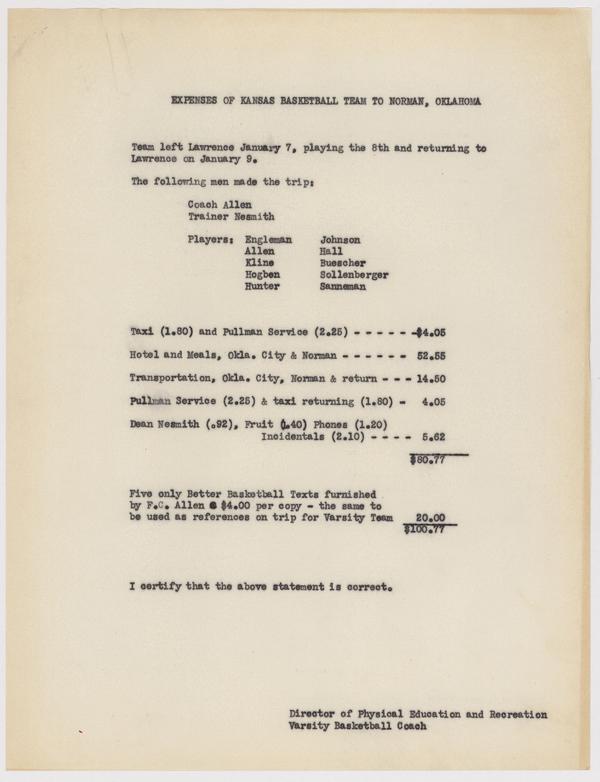 EXPENSES OF KANSAS BASKETBALL TEAM TO NORMAN, OKLAHOMA
Team left Lawrence January 7, playing the 8th and returning to
Lawrence on January 9.
The following men made the trip:
Coach Allen
Trainer Nesmith
Players: Engleman Johnson
Allen Hall
Kline Buescher
Hogben Sollenberger
Hunter Sanneman
Taxi (1.80) and Pullman Service (2.25) - - - - - -$4.05
Hotel and Meals, Okla. City & Norman - - - - - - 52.55
Transportation, Okla. City, Norman & return - - - 14.50
Pullman Service (2.25) & taxi returning (1.80) - 4.05
Dean Nesmith (.92), Fruit (1.40) Phones (1.20)
Incidentals (2.10) - - - - 5.62
$80.77
Five only Better Basketball Texts furnished
by F.C. Allen @ $4.00 per copy - the same to
be used as references on trip for Varsity Team 20.00
$100.77
I certify that the above statement is correct.
Director of Physical Education and Recreation
Varsity Basketball Coach